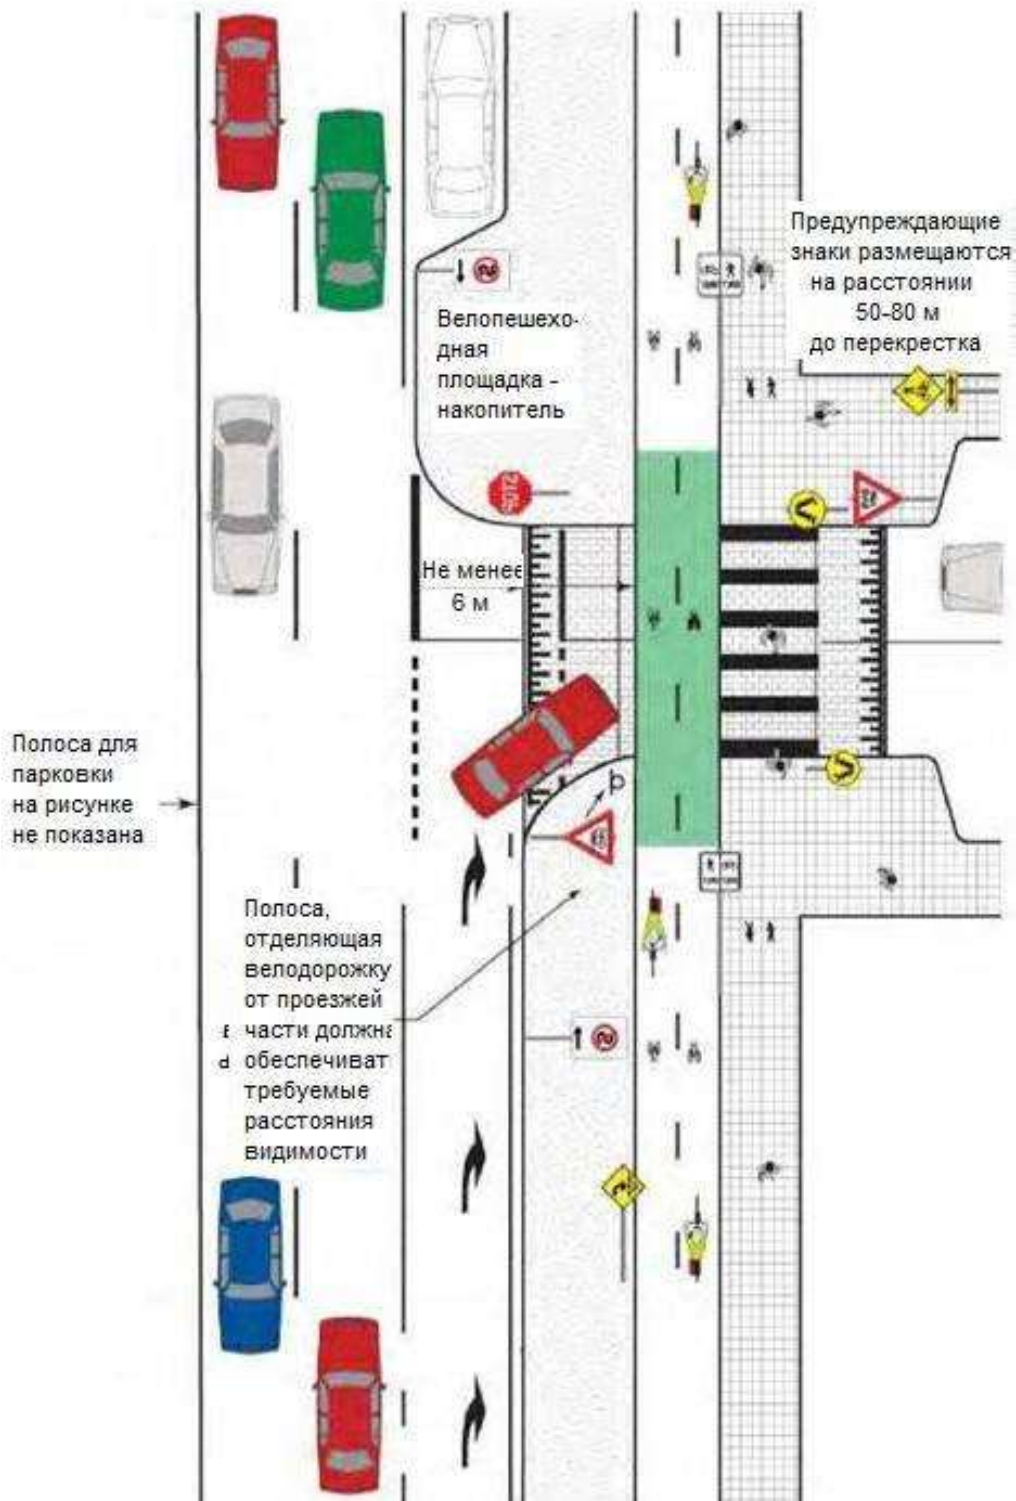 Предупреждающие
знаки размещаются
на расстоянии
50-80 м
до перекрестка
Велопешехо-
дная
площадка -
накопитель
Не менее
6 м
Полоса для
парковки
на рисунке
не показана
Полоса,
отделяющая
велодорожку
от проезжей
части должна
обеспечиват
требуемые
расстояния
видимости